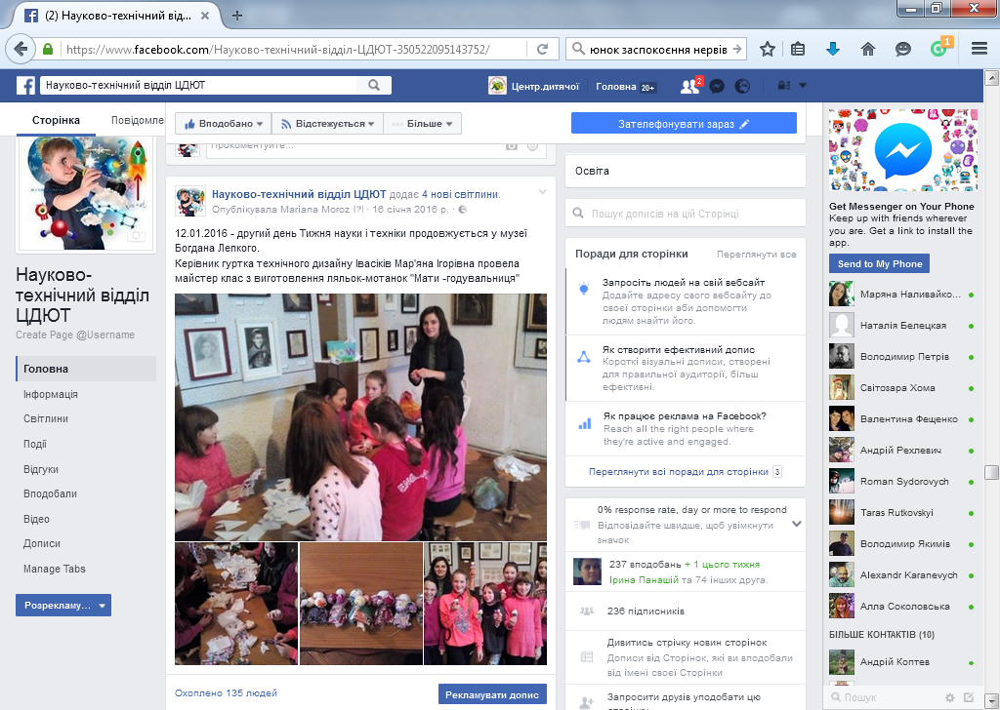 (2) Науково-технічний відд...
https://www.facebook.com/Науково-технічний-відділ-ЦДЮТ-350522095143752/
юнок заспокоєння нервів
1
Науково-технічний відділ ЦДЮТ
Центр.дитячої
Головна 20+
2
Сторінка
Повідомле
Вподобано
Відстежується
Більше
Зателефонувати зараз
Прокоментуйте...
Науково-технічний відділ ЦДЮТ
Create Page @Username
Головна
Інформація
Світлини
Події
Відгуки
Вподобали
Відео
Дописи
Manage Tabs
Розрекламу...
Науково-технічний відділ ЦДЮТ додає 4 нові світлини.
Опублікувала Mariana Moroz [?] · 16 січня 2016 р. ·
12.01.2016 - другий день Тижня науки і техніки продовжується у музеї
Богдана Лепкого.
Керівник гуртка технічного дизайну Івасіків Мар'яна Ігорівна провела
майстер клас з виготовлення ляльок-мотанок "Мати -годувальниця"
Охоплено 135 людей
Рекламувати допис
Освіта
Пошук дописів на цій Сторінці
Поради для сторінки
Переглянути все
Запросіть людей на свій вебсайт
Додайте адресу свого вебсайту до
своєї сторінки аби допомогти
людям знайти його.
Як створити ефективний допис
Короткі візуальні дописи, створені
для правильної аудиторії, більш
ефективні.
Як працює реклама на Facebook?
Reach all the right people where
they're active and engaged.
Переглянути всі поради для сторінки 3
0% response rate, day or more to respond
Відповідайте швидше, щоб увімкнути
значок
237 вподобань + 1 цього тижня
Ірина Панашій та 74 інших друга.
236 підписників
Дивитись стрічку новин сторінок
Дописи від Сторінок, які ви вподобали
від імені своєї Сторінки
Запросити друзів уподобати цю
Get Messenger on Your Phone
Keep up with friends wherever
you are. Get a link to install the
app.
Send to My Phone
Маряна Наливайко...
Наталія Белецкая
Володимир Петрів
Світозара Хома
Валентина Фещенко
Андрій Рехлевич
Roman Sydorovych
Taras Rutkovskyi
Володимир Якимів
Alexandr Karanevych
Алла Соколовська
БІЛЬШЕ КОНТАКТІВ (10)
Андрій Коптев
Пошук